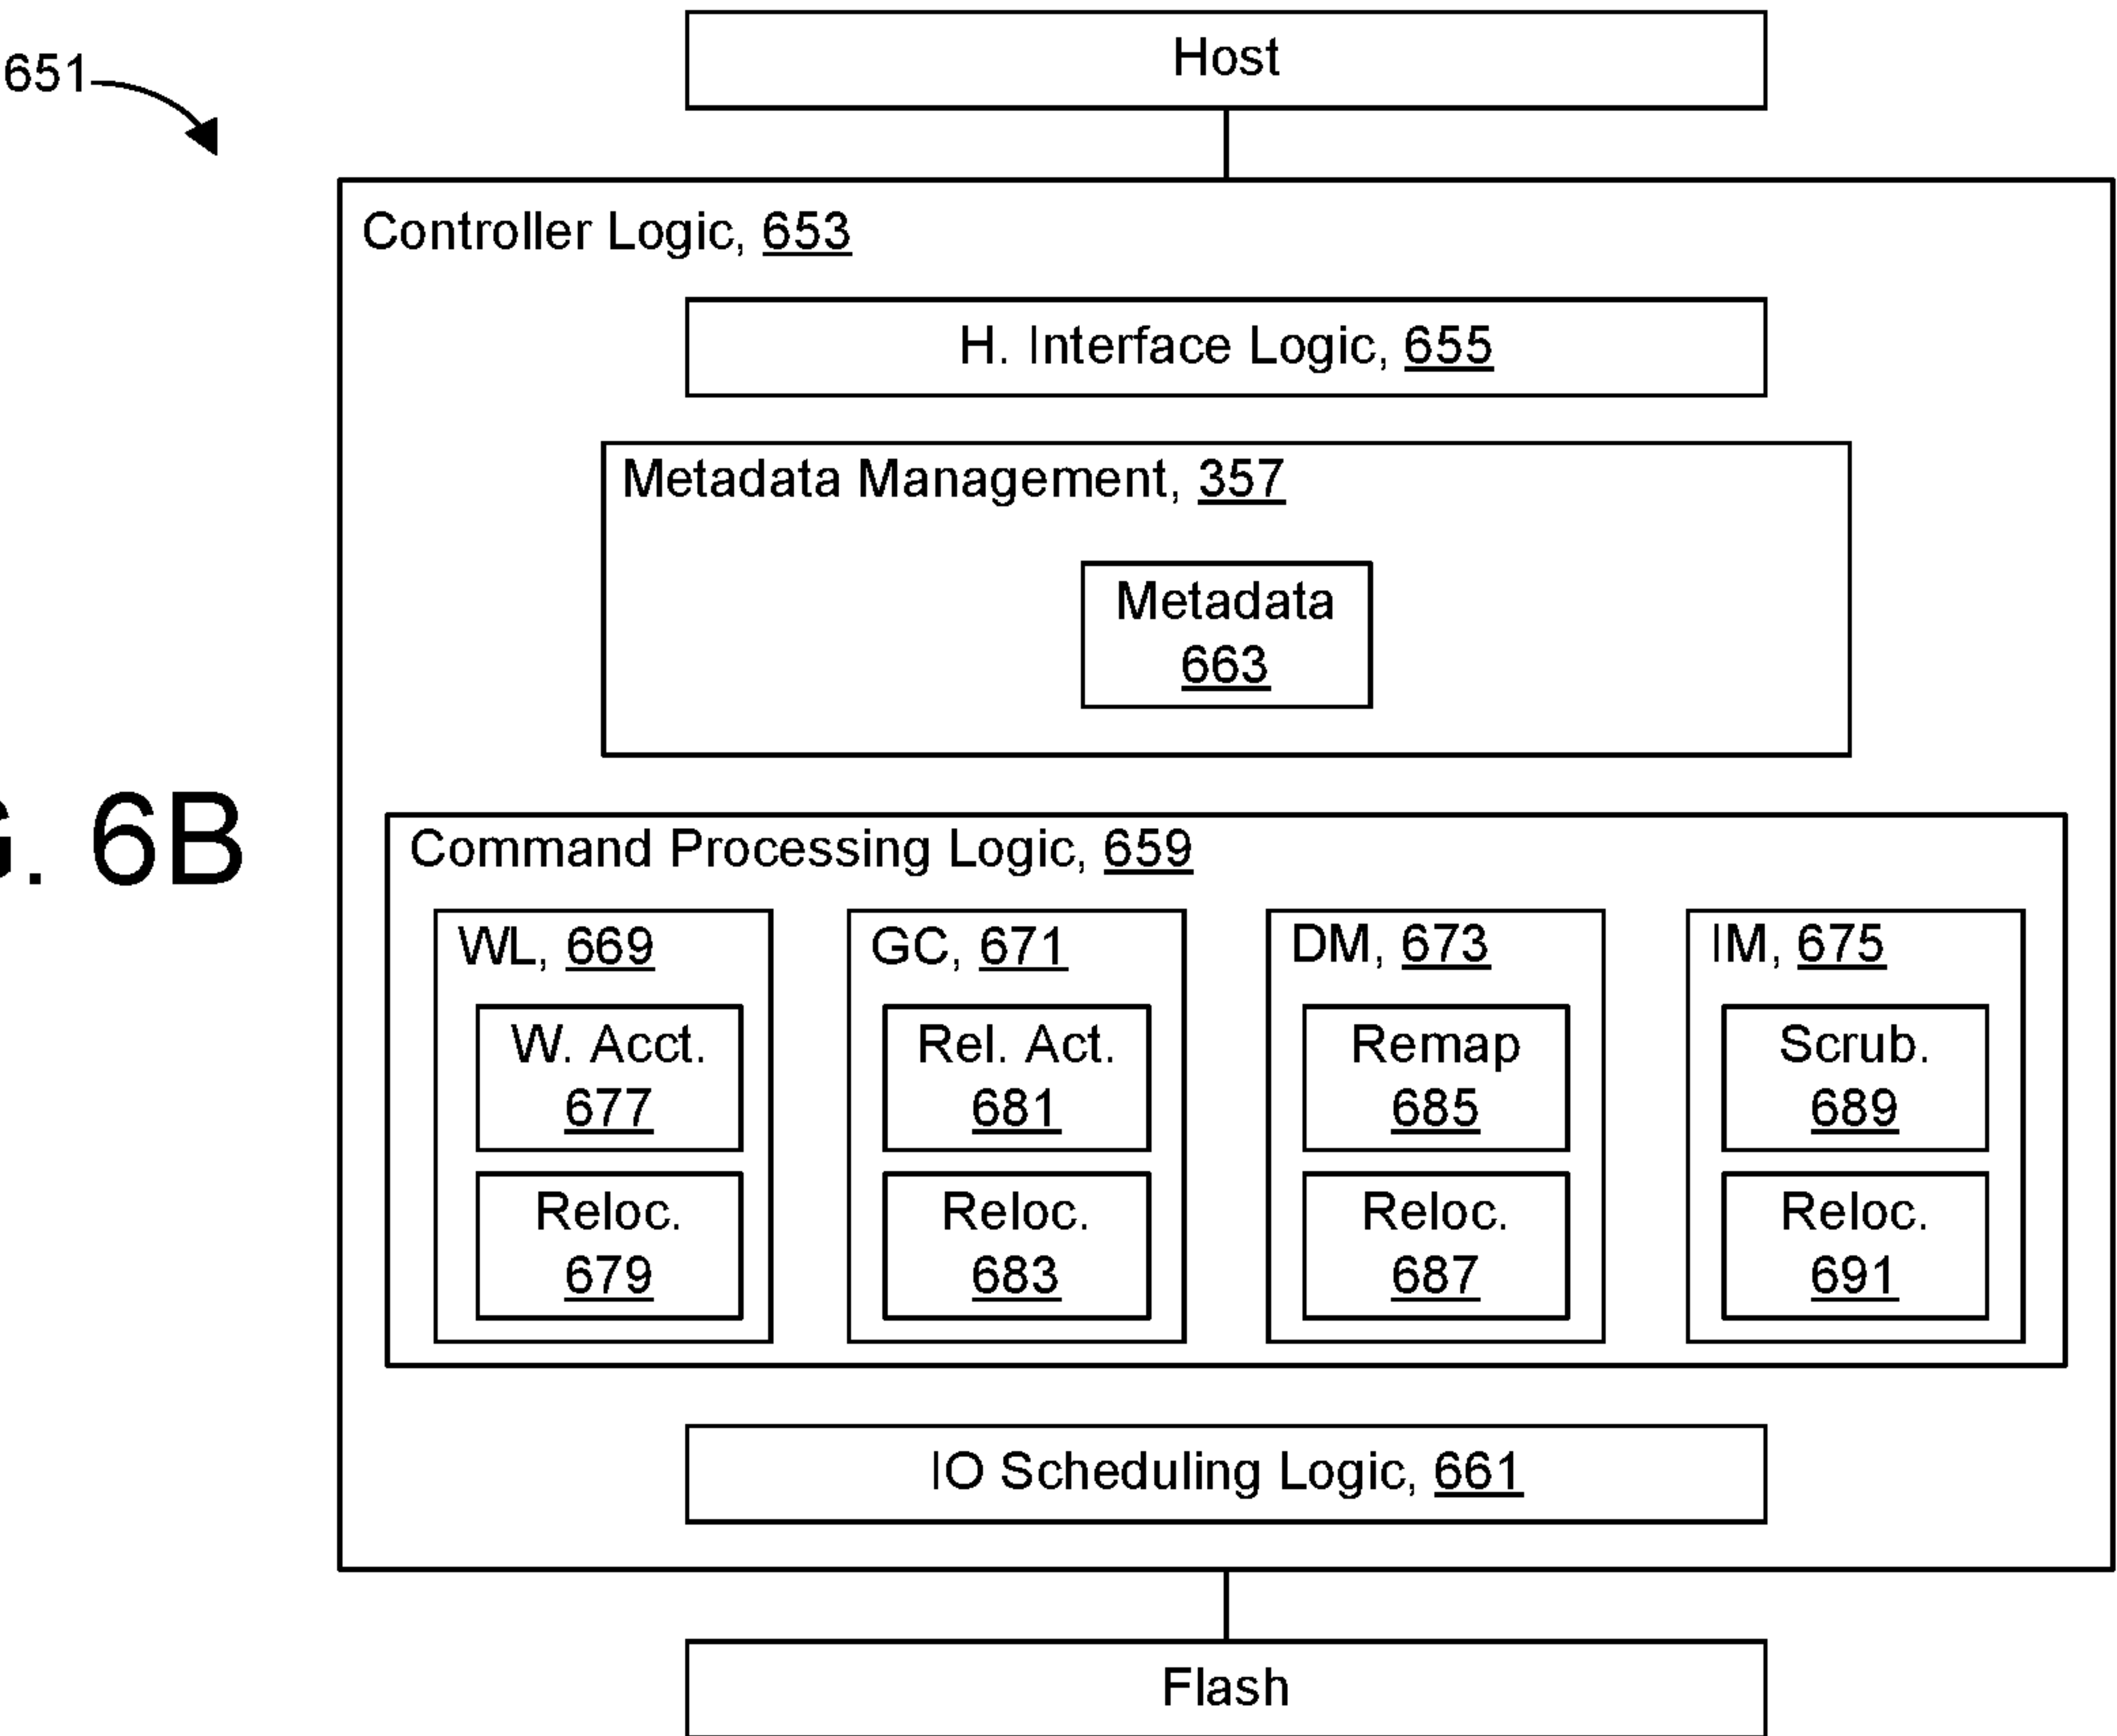 651
Host
Controller Logic, 653
H. Interface Logic, 655
Metadata Management, 357
Metadata
663
6B
Command Processing Logic, 659
WL, 669
W. Acct.
677
Reloc.
679
GC, 671
Rel. Act.
681
Reloc.
683
DM, 673
Remap
685
Reloc.
687
IM, 675
Scrub.
689
Reloc.
691
IO Scheduling Logic, 661
Flash